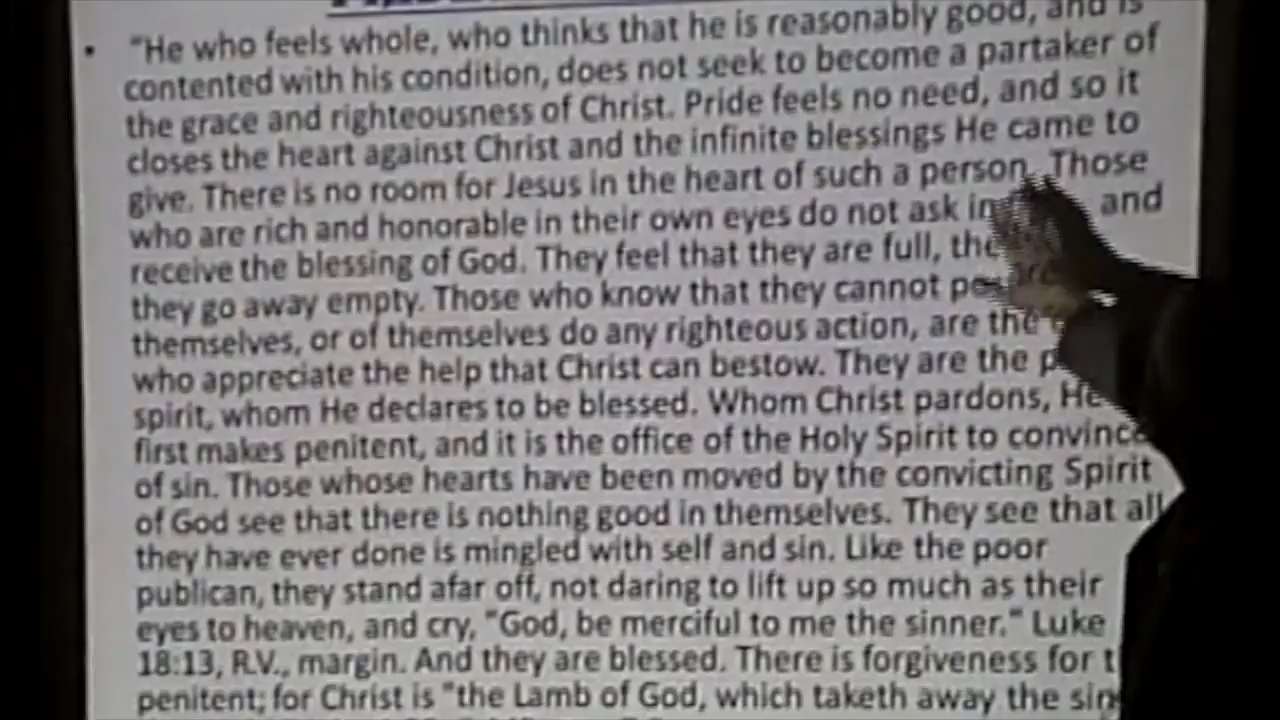 • "He who feels whole, who thinks that he is reasonably good, and is
contented with his condition, does not seek to become a partaker of
the grace and righteousness of Christ. Pride feels no need, and so it
closes the heart against Christ and the infinite blessings He came to
give. There is no room for Jesus in the heart of such a person. Those
who are rich and honorable in their own eyes do not ask in and
receive the blessing of God. They feel that they are full,
they go away empty. Those who know that they cannot
themselves, or of themselves do any righteous action, are the
who appreciate the help that Christ can bestow. They are the
spirit, whom He declares to be blessed. Whom Christ pardons, He
first makes penitent, and it is the office of the Holy Spirit to convince
of sin. Those whose hearts have been moved by the convicting Spirit
of God see that there is nothing good in themselves. They see that all
they have ever done is mingled with self and sin. Like the poor
publican, they stand afar off, not daring to lift up so much as their
eyes to heaven, and cry, "God, be merciful to me the sinner." Luke
18:13, R.V., margin. And they are blessed. There is forgiveness for
penitent; for Christ is "the Lamb of God, which taketh away the sin